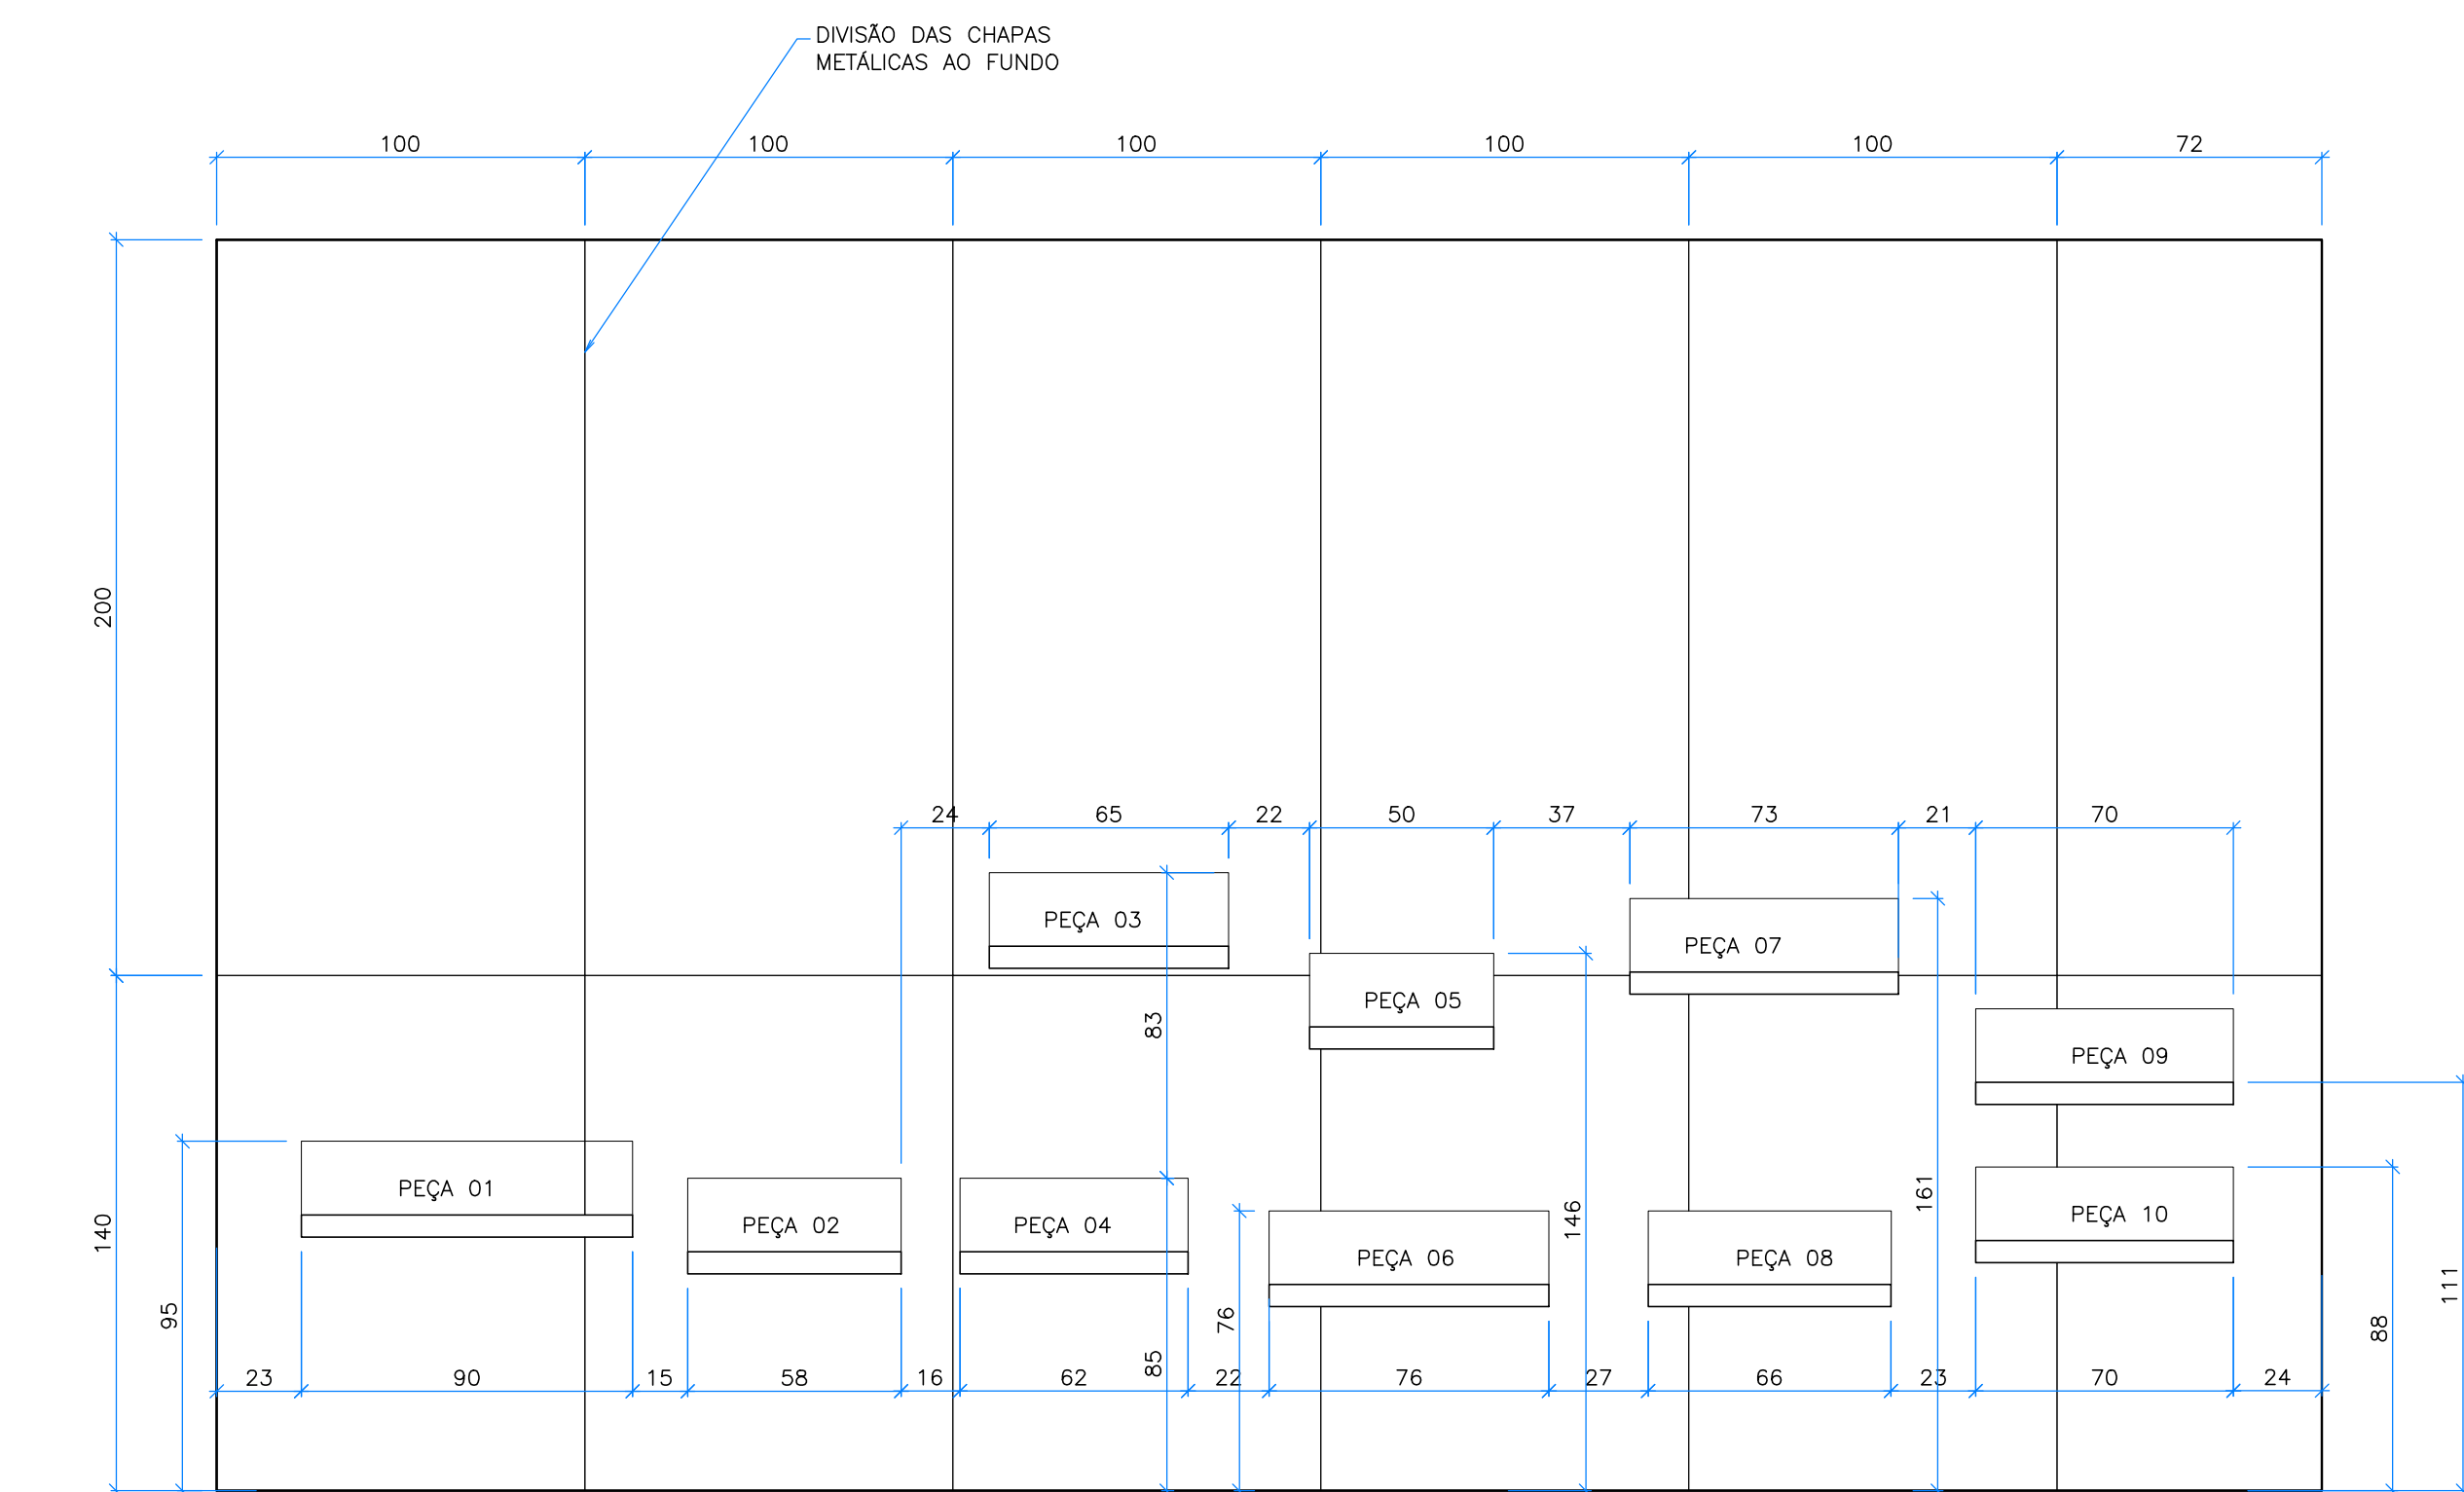 DIVISÃO DAS CHAPAS
METÁLICAS AO FUNDO
100 100 100 100 100 72
200
24 65 22 50 37 73 21 70
PEÇA 03
PEÇA 07
PEÇA 05
83
PEÇA 09
PEÇA 01
PEÇA 02
PEÇA 04
PEÇA 10
161
146
140
PEÇA 06
PEÇA 08
111
95
76
88
85
23 90 15 58 16 62 22 76 27 66 23 70 24